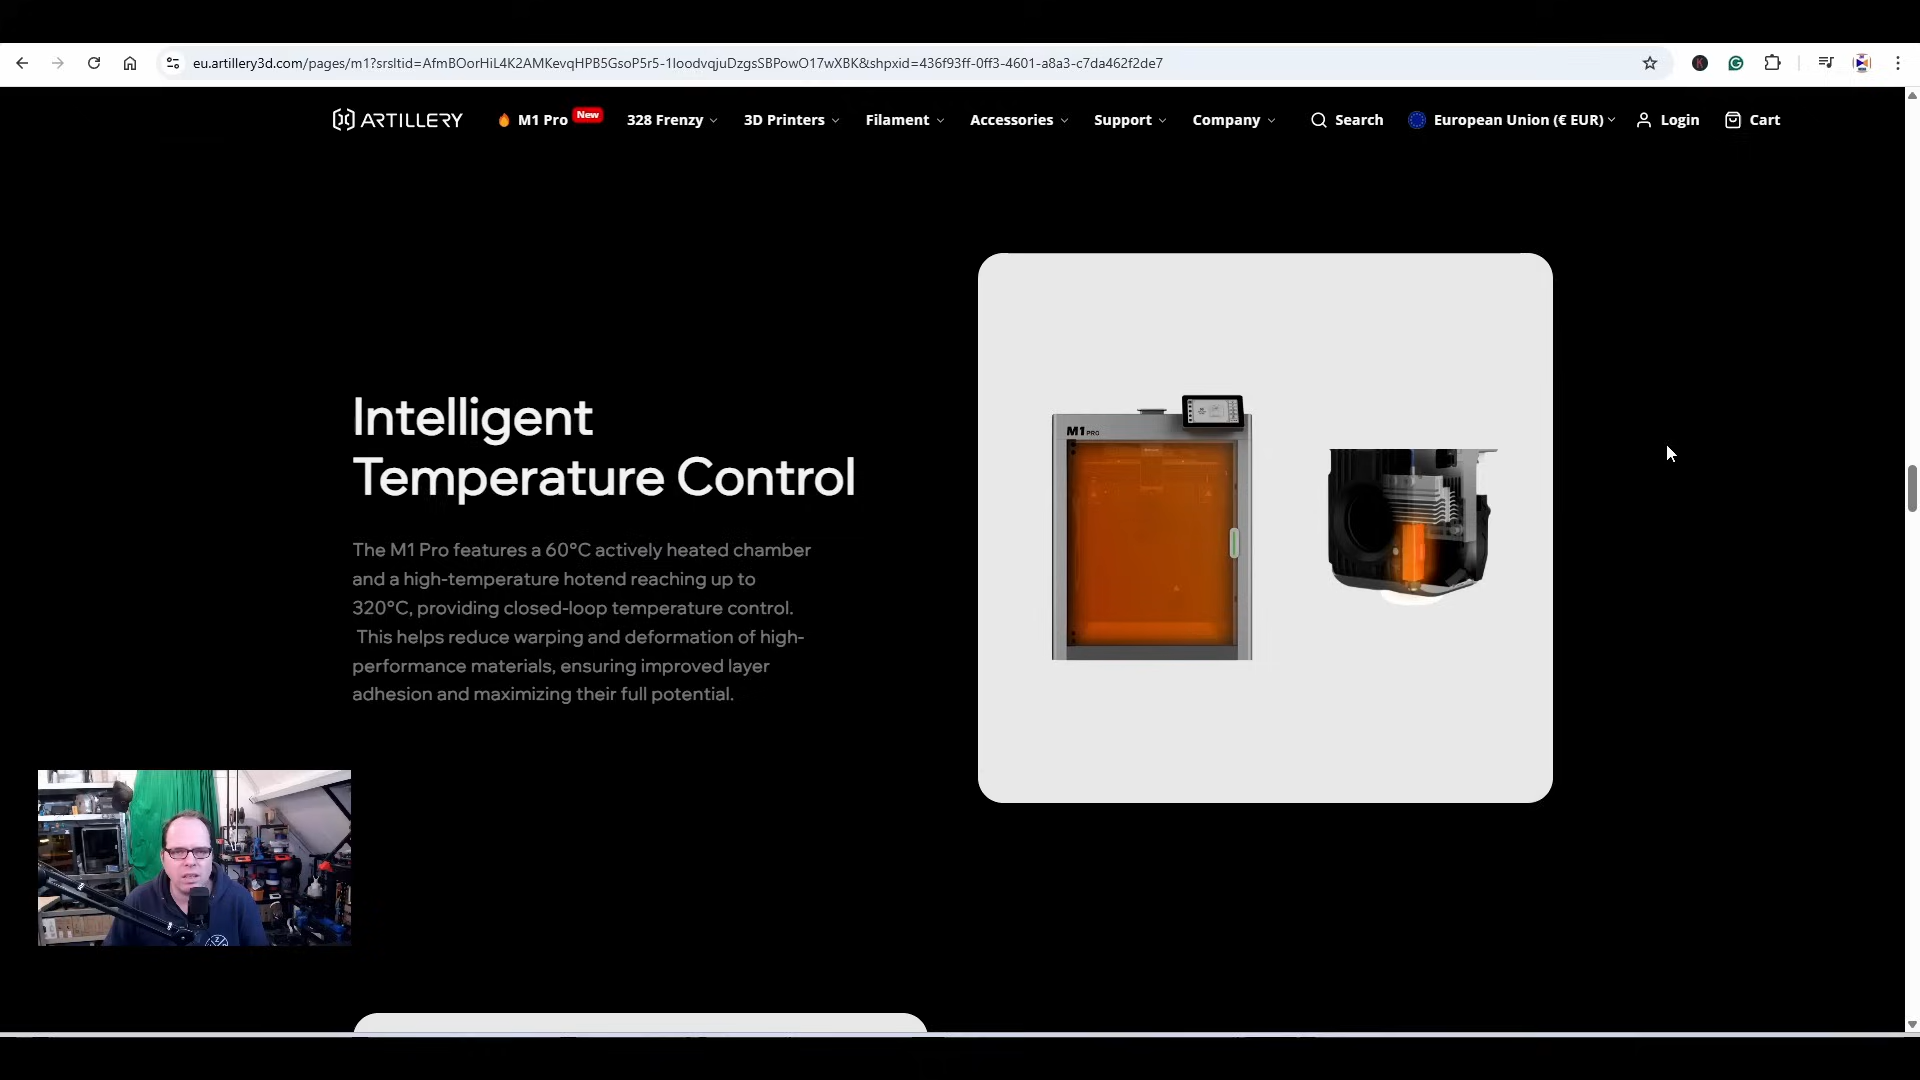 eu.artillery3d.com/pages/m1?srsltid=AfmBOorHiL4K2AMKevqHPB5GsoP5r5-1loodvqjuDzgsSBPowO17wXBK&shpxid=436f93ff-0ff3-4601-a8a3-c7da462f2de7
ARTILLERY M1 Pro New 328 Frenzy 3D Printers Filament Accessories Support Company Search European Union (€ EUR) Login Cart
Intelligent
Temperature Control
The M1 Pro features a 60°C actively heated chamber
and a high-temperature hotend reaching up to
320°C, providing closed-loop temperature control.
This helps reduce warping and deformation of high-
performance materials, ensuring improved layer
adhesion and maximizing their full potential.
M1 PRO